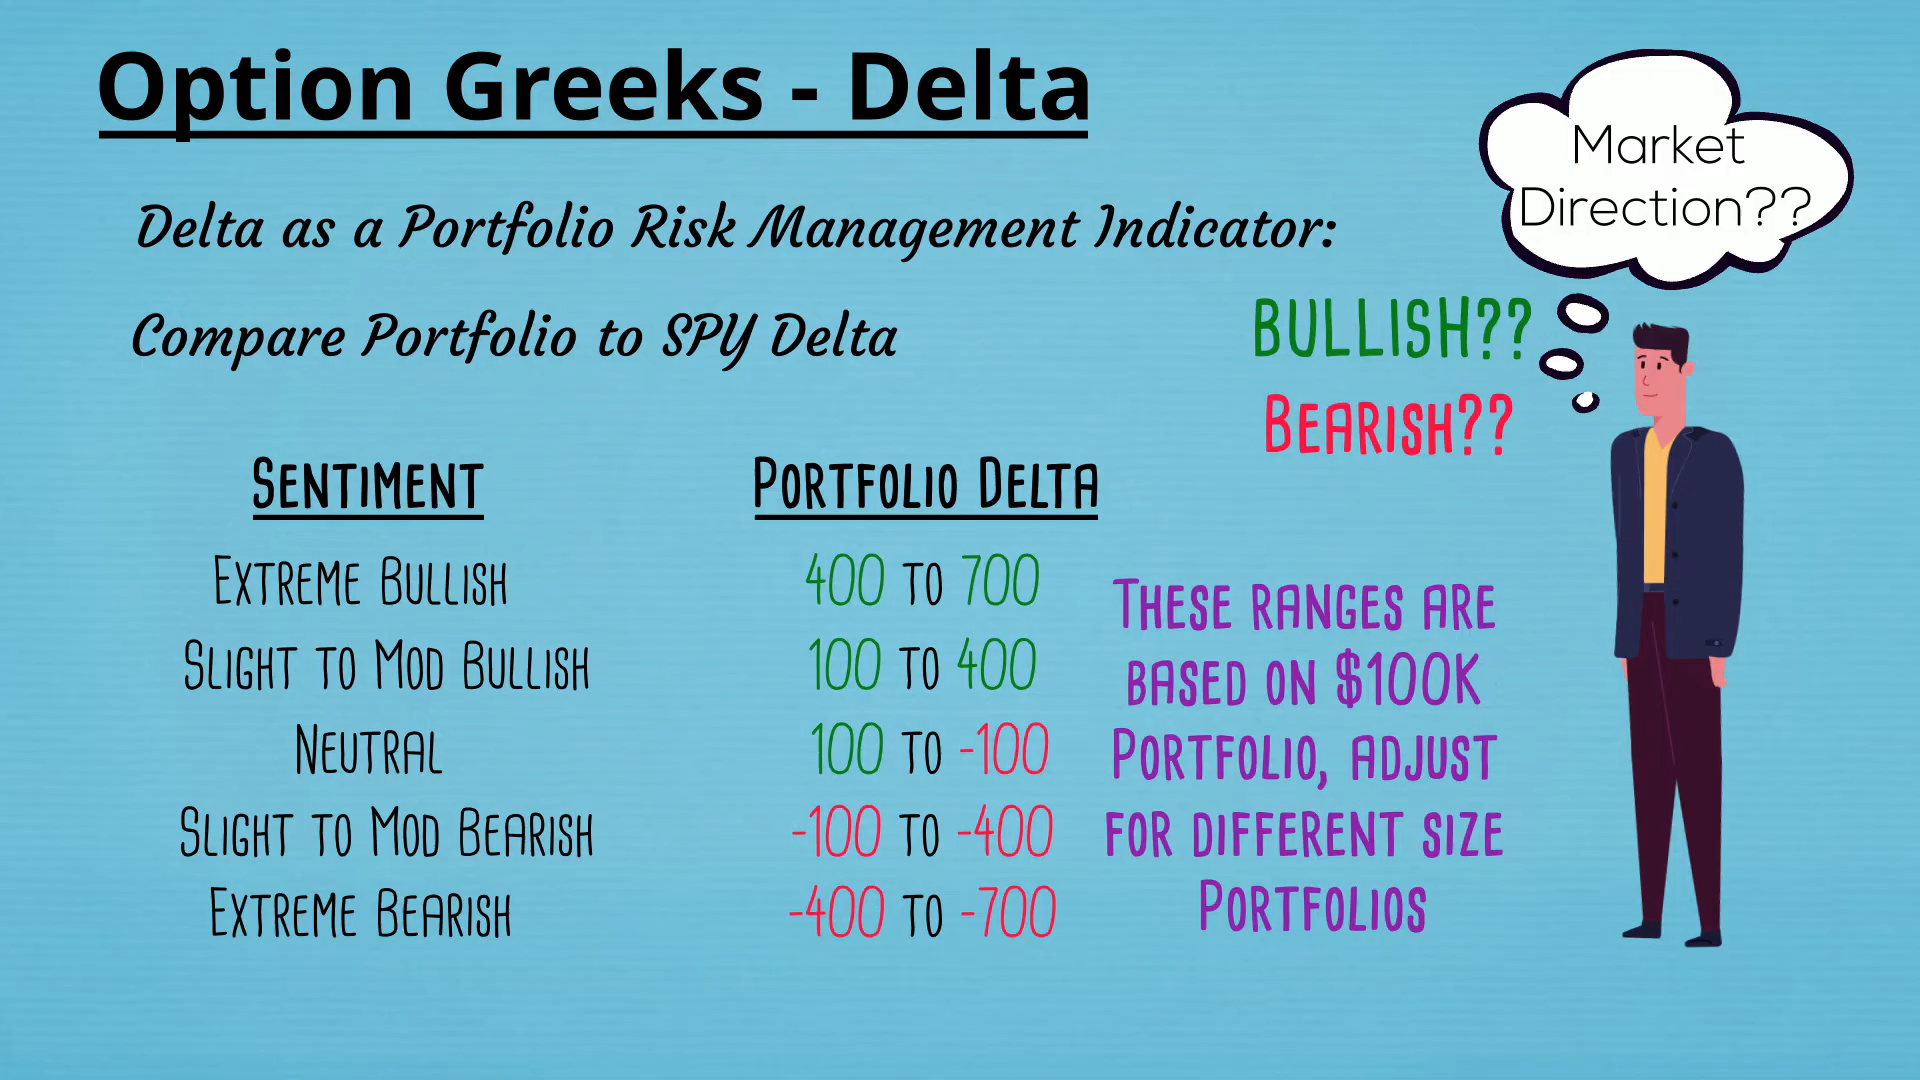 Option Greeks - Delta
Market
Direction??
Delta as a Portfolio Risk Management Indicator:
Compare Portfolio to SPY Delta
BULLISH??
BEARISH??
SENTIMENT
PORTFOLIO DELTA
EXTREME BULLISH
400 TO 700
SLIGHT TO MOD BULLISH
100 TO 400
NEUTRAL
100 TO -100
SLIGHT TO MOD BEARISH
-100 TO -400
EXTREME BEARISH
-400 TO -700
THESE RANGES ARE
BASED ON $100K
PORTFOLIO, ADJUST
FOR DIFFERENT SIZE
PORTFOLIOS